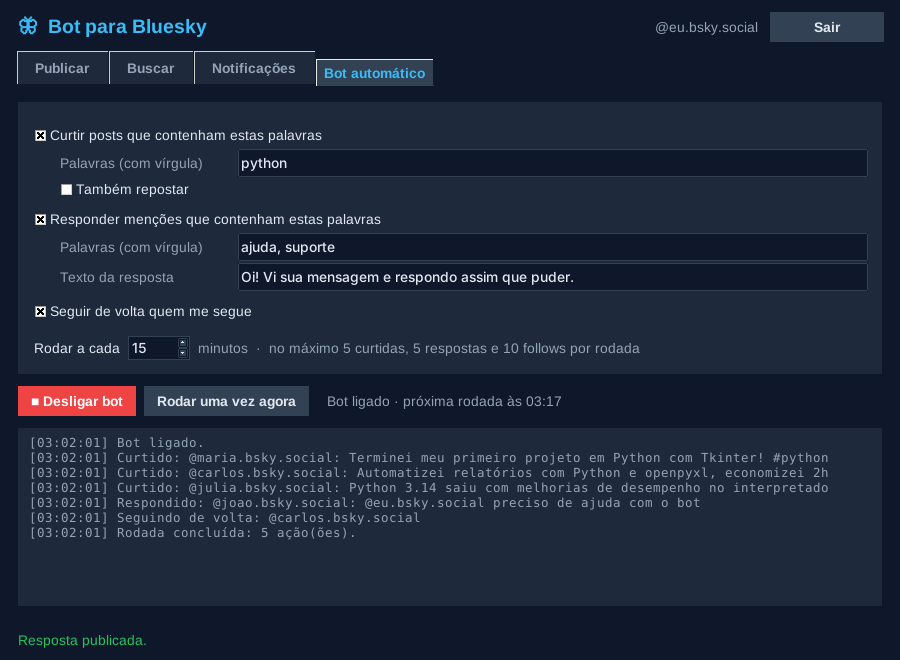 Bot para Bluesky
@eu.bsky.social
Sair
Publicar
Buscar
Notificações
Bot automático
Curtir posts que contenham estas palavras
Palavras (com vírgula)
python
Também repostar
Responder menções que contenham estas palavras
Palavras (com vírgula)
ajuda, suporte
Texto da resposta
Oi! Vi sua mensagem e respondo assim que puder.
Seguir de volta quem me segue
Rodar a cada 15 minutos · no máximo 5 curtidas, 5 respostas e 10 follows por rodada
■ Desligar bot
Rodar uma vez agora
Bot ligado · próxima rodada às 03:17
[03:02:01] Bot ligado.
[03:02:01] Curtido: @maria.bsky.social: Terminei meu primeiro projeto em Python com Tkinter! #python
[03:02:01] Curtido: @carlos.bsky.social: Automatizei relatórios com Python e openpyxl, economizei 2h
[03:02:01] Curtido: @julia.bsky.social: Python 3.14 saiu com melhorias de desempenho no interpretado
[03:02:01] Respondido: @joao.bsky.social: @eu.bsky.social preciso de ajuda com o bot
[03:02:01] Seguindo de volta: @carlos.bsky.social
[03:02:01] Rodada concluída: 5 ação(ões).
Resposta publicada.